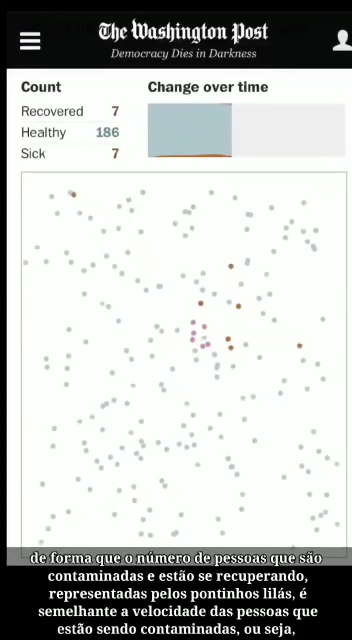 The Washington Post
Democracy Dies in Darkness
Count
Change over time
Recovered 7
Healthy 186
Sick 7
de forma que o número de pessoas que são
contaminadas e estão se recuperando,
representadas pelos pontinhos lilás, é
semelhante a velocidade das pessoas que
estão sendo contaminadas, ou seja,